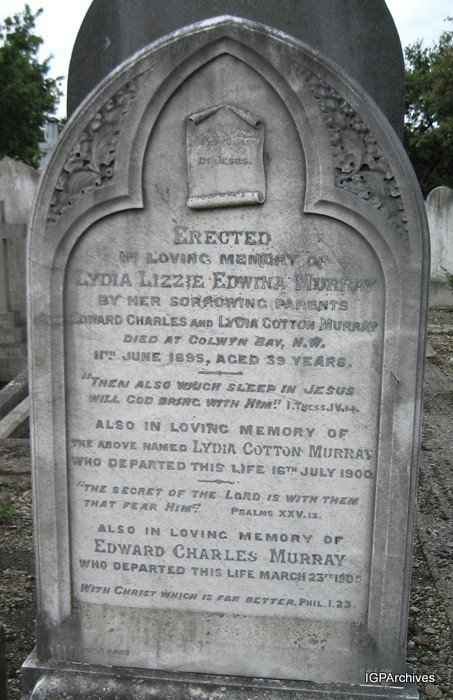 IN JESUS.
ERECTED
IN LOVING MEMORY OF
LYDIA LIZZIE EDWINA MURRAY
BY HER SORROWING PARENTS
EDWARD CHARLES AND LYDIA COTTON MURRAY
DIED AT COLWYN BAY, N.W.
11TH JUNE 1895, AGED 39 YEARS.
"THEM ALSO WHICH SLEEP IN JESUS
WILL GOD BRING WITH HIM" I.THESS.IV.14.
ALSO IN LOVING MEMORY OF
THE ABOVE NAMED LYDIA COTTON MURRAY
WHO DEPARTED THIS LIFE 16TH JULY 1900
"THE SECRET OF THE LORD IS WITH THEM
THAT FEAR HIM" PSALMS XXV.13.
ALSO IN LOVING MEMORY OF
EDWARD CHARLES MURRAY
WHO DEPARTED THIS LIFE MARCH 23RD
WITH CHRIST WHICH IS FAR BETTER. PHIL.1.23.
IGPArchives